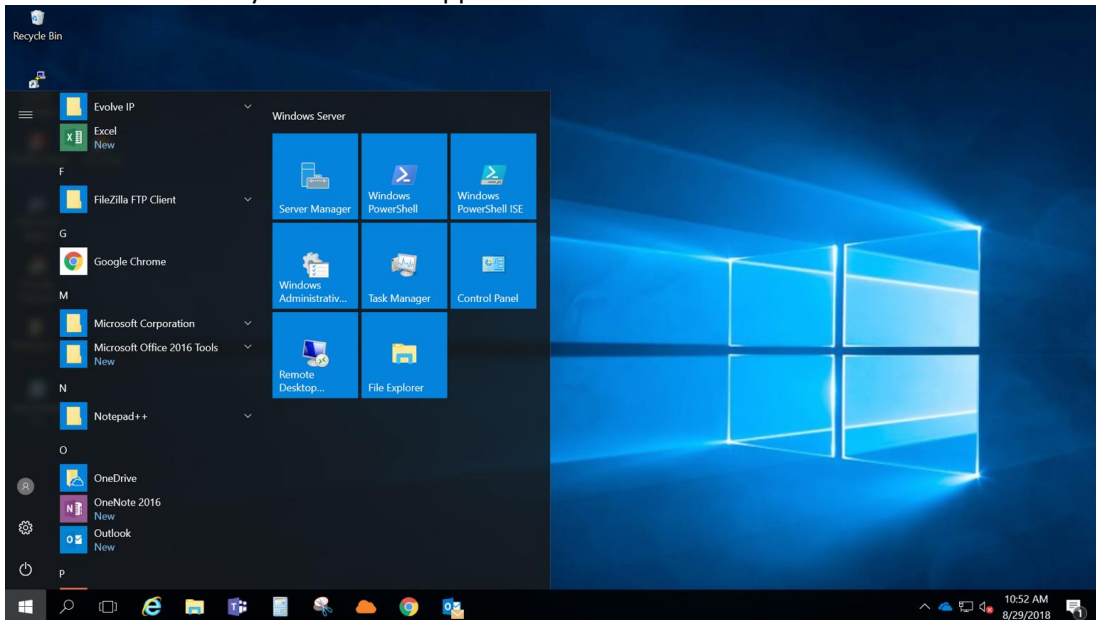 Recycle Bin
Evolve IP
Excel
New
F
FileZilla FTP Client
G
Google Chrome
M
Microsoft Corporation
Microsoft Office 2016 Tools
New
N
Notepad++
O
OneDrive
OneNote 2016
New
Outlook
New
P
Windows Server
Server Manager
Windows
PowerShell
Windows
PowerShell ISE
Windows
Administrativ...
Task Manager
Control Panel
Remote
Desktop...
File Explorer
10:52 AM
8/29/2018
1